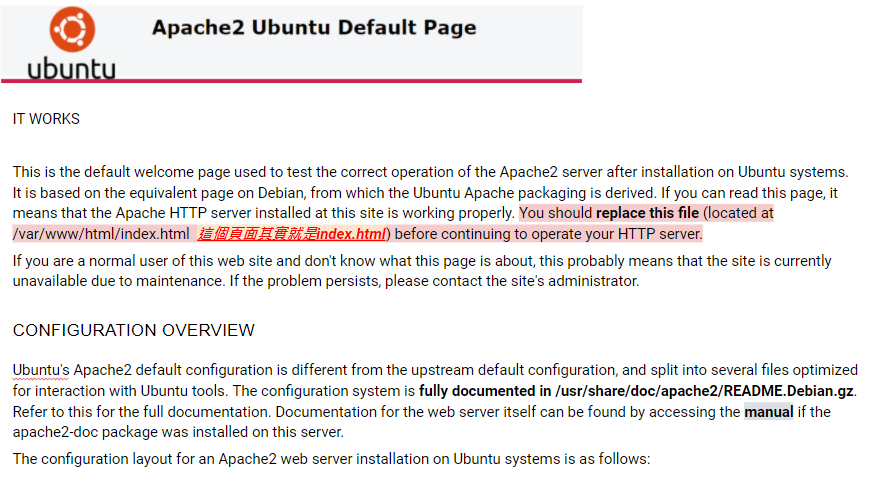 ubuntu
Apache2 Ubuntu Default Page
IT WORKS
This is the default welcome page used to test the correct operation of the Apache2 server after installation on Ubuntu systems.
It is based on the equivalent page on Debian, from which the Ubuntu Apache packaging is derived. If you can read this page, it
means that the Apache HTTP server installed at this site is working properly. You should replace this file (located at
/var/www/html/index.html 這個頁面其實就是index.html) before continuing to operate your HTTP server.
If you are a normal user of this web site and don't know what this page is about, this probably means that the site is currently
unavailable due to maintenance. If the problem persists, please contact the site's administrator.
CONFIGURATION OVERVIEW
Ubuntu's Apache2 default configuration is different from the upstream default configuration, and split into several files optimized
for interaction with Ubuntu tools. The configuration system is fully documented in /usr/share/doc/apache2/README.Debian.gz.
Refer to this for the full documentation. Documentation for the web server itself can be found by accessing the manual if the
apache2-doc package was installed on this server.
The configuration layout for an Apache2 web server installation on Ubuntu systems is as follows: